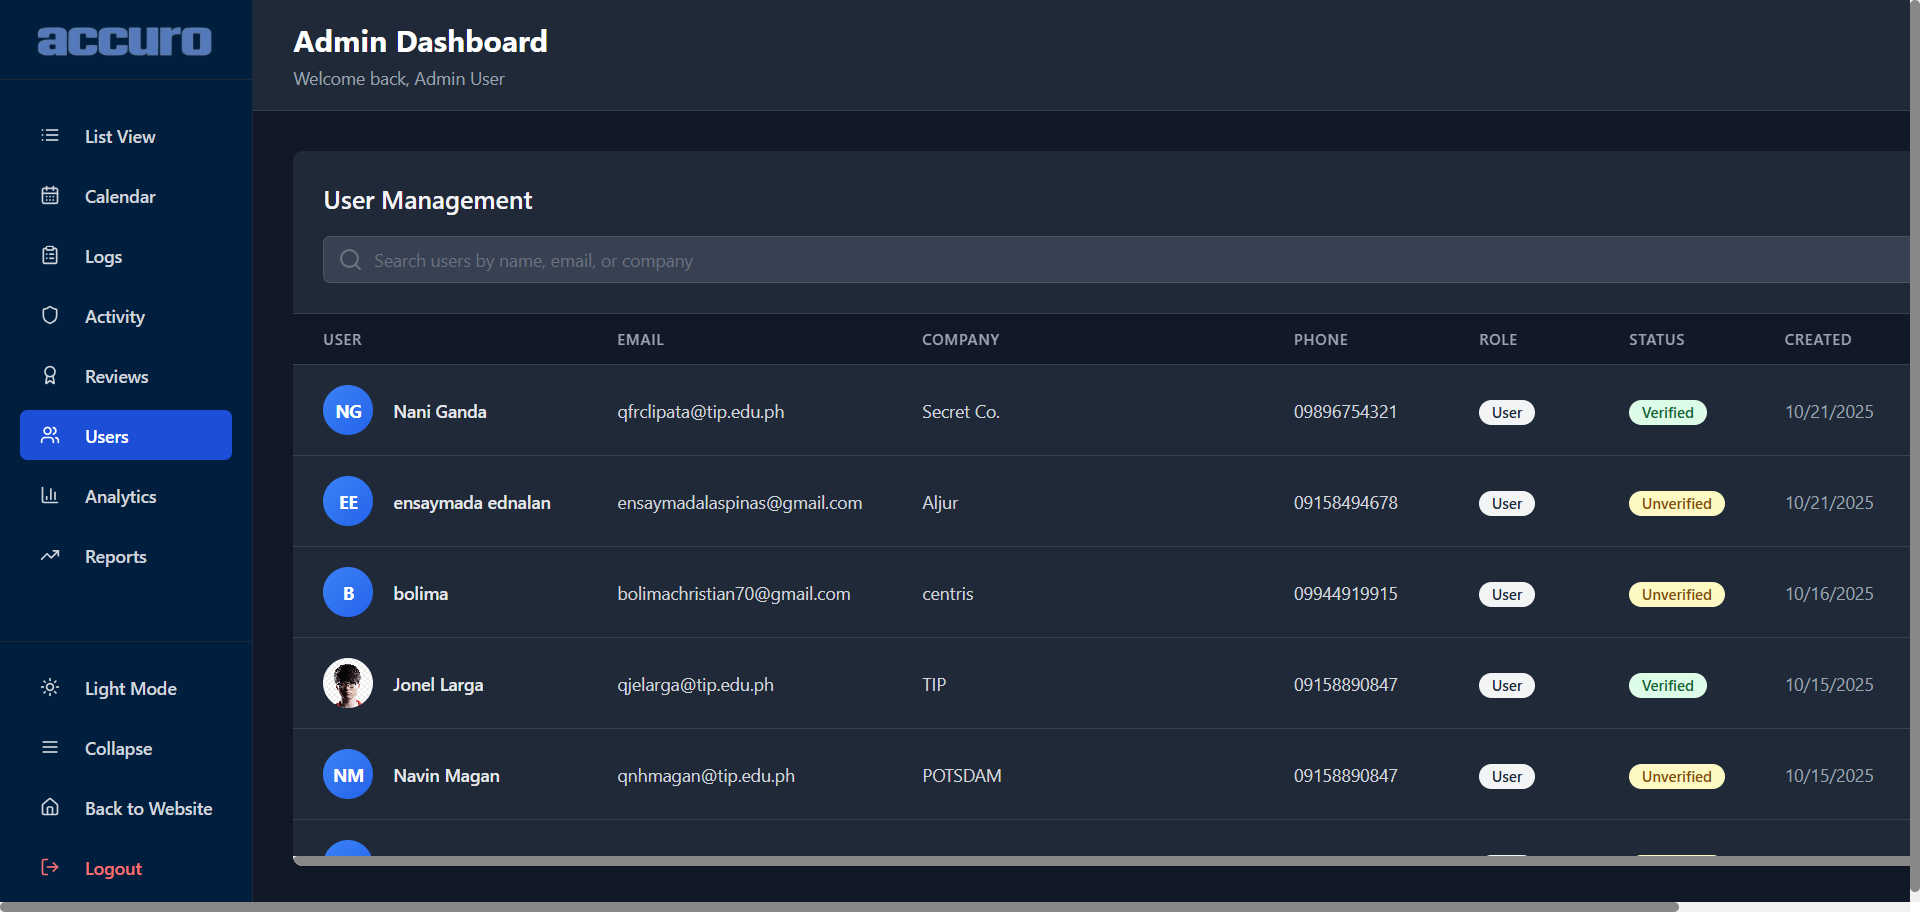 accuro
List View
Calendar
Logs
Activity
Reviews
Users
Analytics
Reports
Light Mode
Collapse
Back to Website
Logout
Admin Dashboard
Welcome back, Admin User
User Management
Search users by name, email, or company
USER EMAIL COMPANY PHONE ROLE STATUS CREATED
NG Nani Ganda qfrclipata@tip.edu.ph Secret Co. 09896754321 User Verified 10/21/2025
EE ensaymada ednalan ensaymadalaspinas@gmail.com Aljur 09158494678 User Unverified 10/21/2025
B bolima bolimachristian70@gmail.com centris 09944919915 User Unverified 10/16/2025
Jonel Larga qjelarga@tip.edu.ph TIP 09158890847 User Verified 10/15/2025
NM Navin Magan qnhmagan@tip.edu.ph POTSDAM 09158890847 User Unverified 10/15/2025